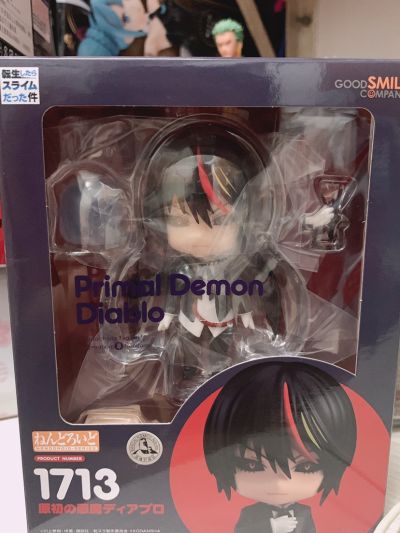 転生したら
スライム
だった件
GOOD SMILE
COMPANY
Primal Demon
Diablo
ねんどろいど
NENDOROID SERIES
PRODUCT NUMBER
1713
原初の悪魔ディアブロ